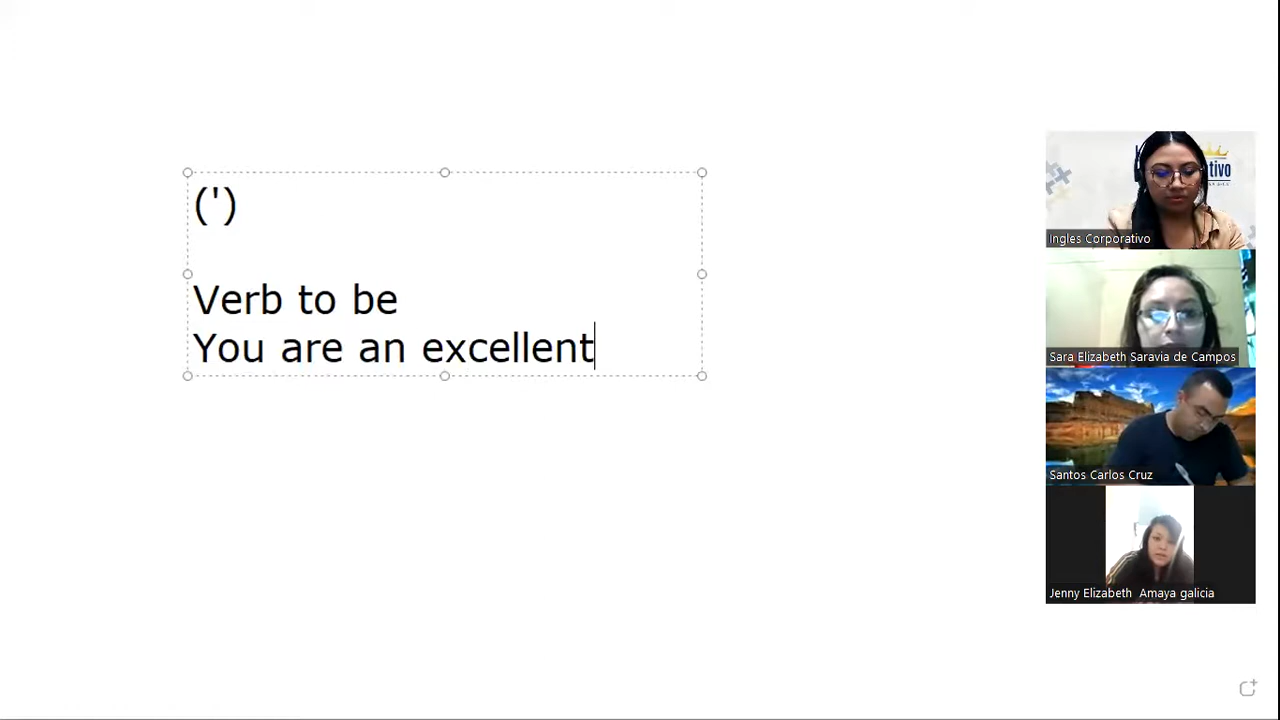 (')
Verb to be
You are an excellent
tivo
Ingles Corporativo
Sara Elizabeth Saravia de Campos
Santos Carlos Cruz
Jenny Elizabeth Amaya galicia